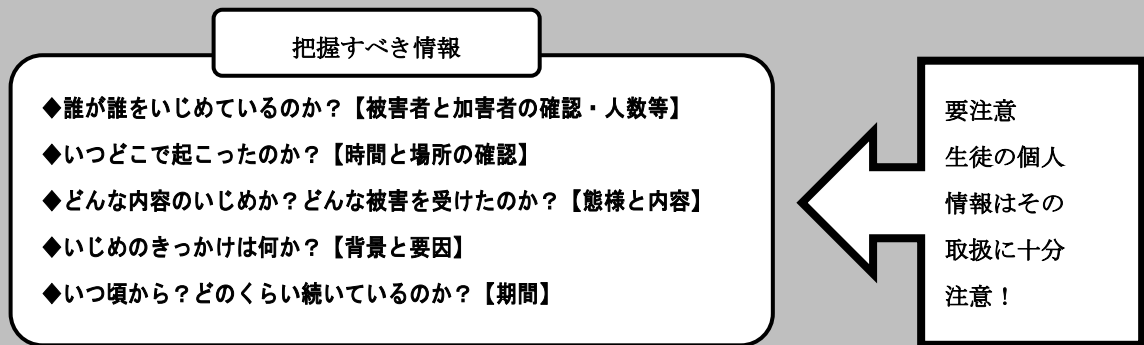 把握すべき情報
◆誰が誰をいじめているのか？【被害者と加害者の確認・人数等】
◆いつどこで起こったのか？【時間と場所の確認】
◆どんな内容のいじめか？どんな被害を受けたのか？【態様と内容】
◆いじめのきっかけは何か？【背景と要因】
◆いつ頃から？どのくらい続いているのか？【期間】
要注意
生徒の個人
情報はその
取扱に十分
注意！